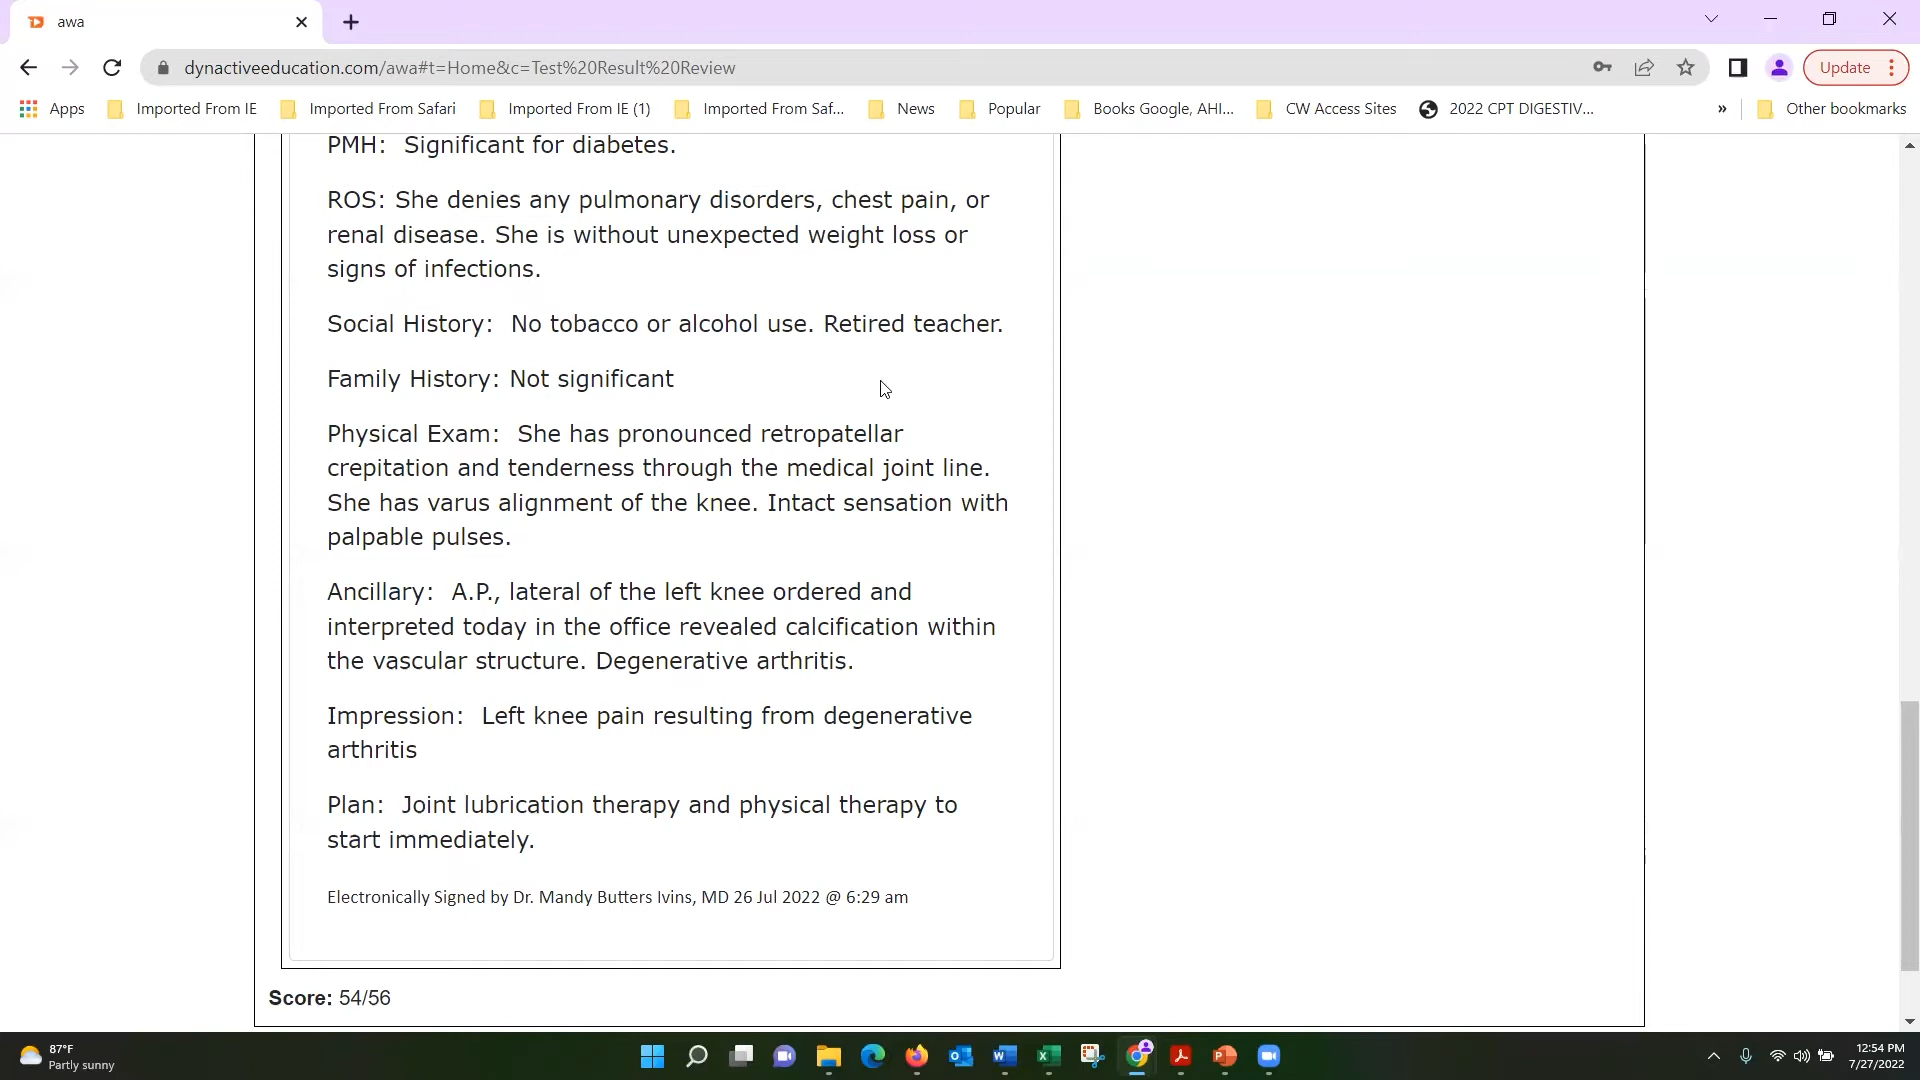 awa
dynactiveeducation.com/awa#t=Home&c=Test%20Result%20Review
Update
Apps
Imported From IE
Imported From Safari
Imported From IE (1)
Imported From Saf...
News
Popular
Books Google, AHI...
CW Access Sites
2022 CPT DIGESTIV...
»
Other bookmarks
PMH: Significant for diabetes.
ROS: She denies any pulmonary disorders, chest pain, or
renal disease. She is without unexpected weight loss or
signs of infections.
Social History: No tobacco or alcohol use. Retired teacher.
Family History: Not significant
Physical Exam: She has pronounced retropatellar
crepitation and tenderness through the medical joint line.
She has varus alignment of the knee. Intact sensation with
palpable pulses.
Ancillary: A.P., lateral of the left knee ordered and
interpreted today in the office revealed calcification within
the vascular structure. Degenerative arthritis.
Impression: Left knee pain resulting from degenerative
arthritis
Plan: Joint lubrication therapy and physical therapy to
start immediately.
Electronically Signed by Dr. Mandy Butters Ivins, MD 26 Jul 2022 @ 6:29 am
Score: 54/56
87°F
Partly sunny
12:54 PM
7/27/2022